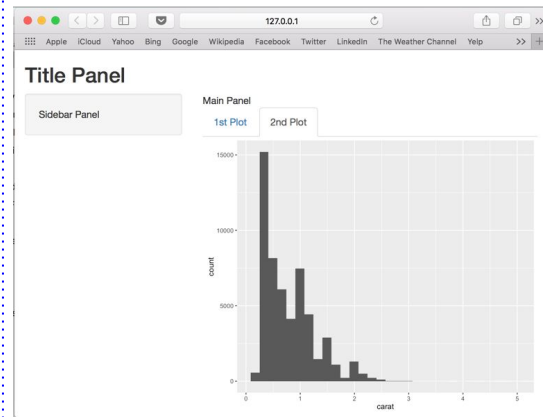 127.0.0.1
Apple iCloud Yahoo Bing Google Wikipedia Facebook Twitter LinkedIn The Weather Channel Yelp >> +
Title Panel
Sidebar Panel
Main Panel
1st Plot 2nd Plot
15000
10000
5000
0
count
0 1 2 3 4 5
carat